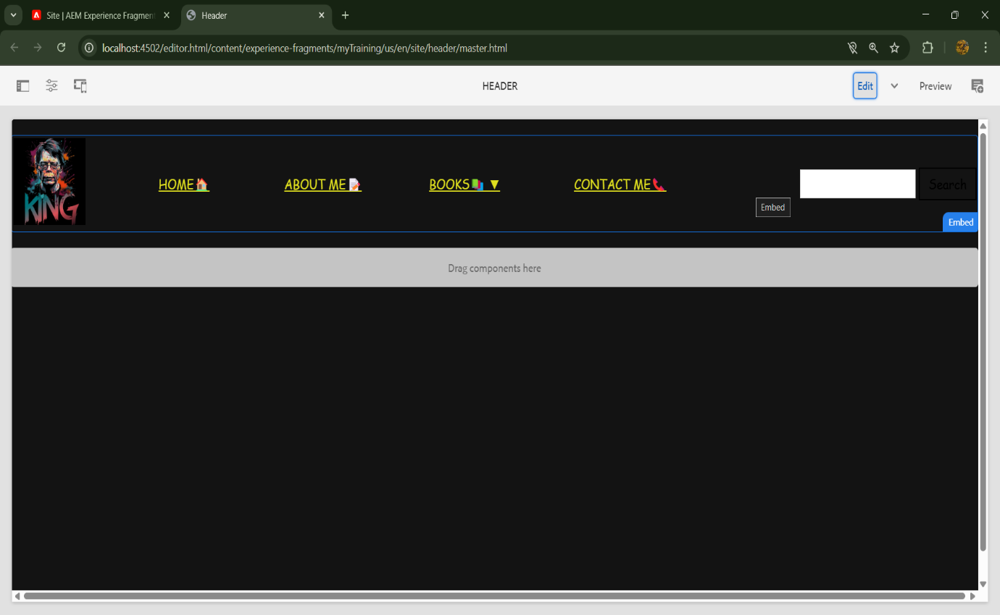 Site | AEM Experience Fragment
Header
localhost:4502/editor.html/content/experience-fragments/myTraining/us/en/site/header/master.html
HEADER
Edit
Preview
KING
HOME🏠
ABOUT ME📝
BOOKS📚 ▼
CONTACT ME📞
Search
Embed
Embed
Drag components here